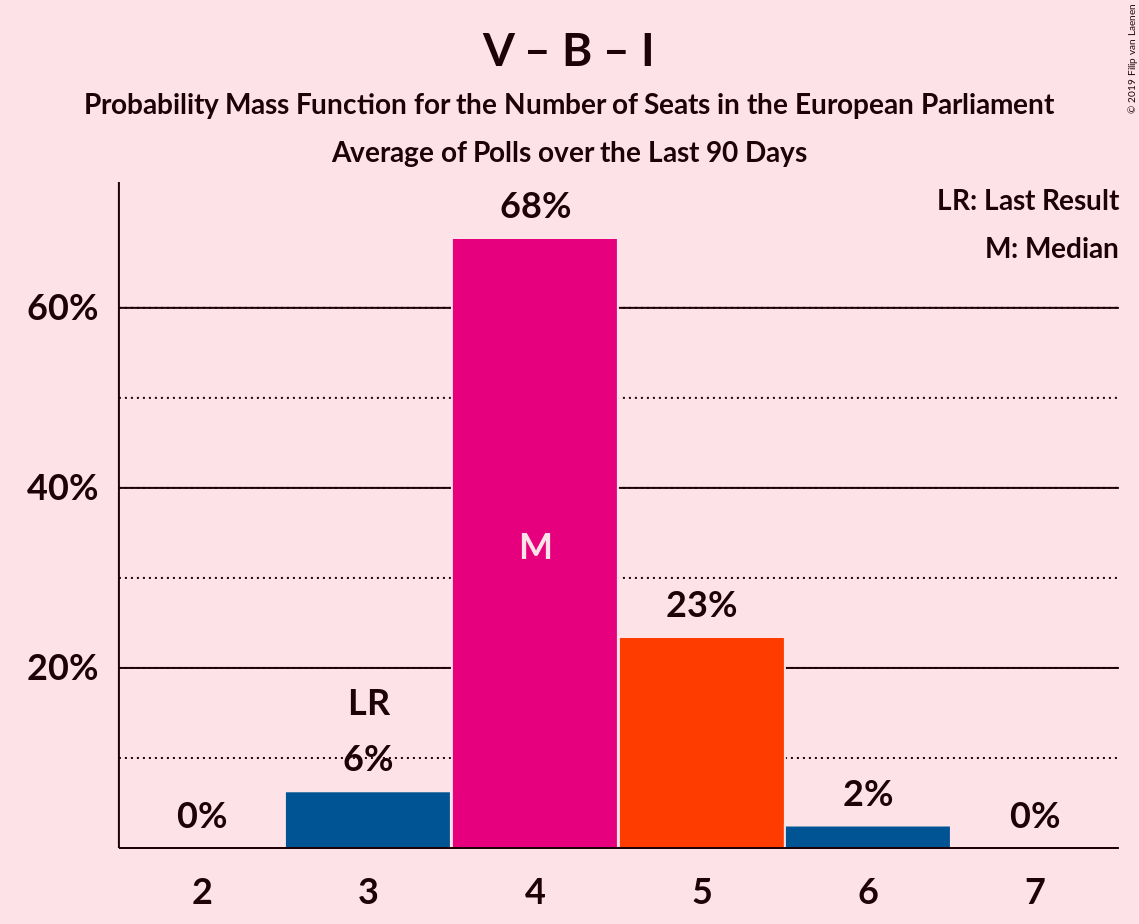 V – B – I
Probability Mass Function for the Number of Seats in the European Parliament
Average of Polls over the Last 90 Days
© 2019 Filip van Laenen
LR: Last Result
M: Median
68%
60%
40%
M
23%
20%
LR
6%
2%
0%
0%
2 3 4 5 6 7